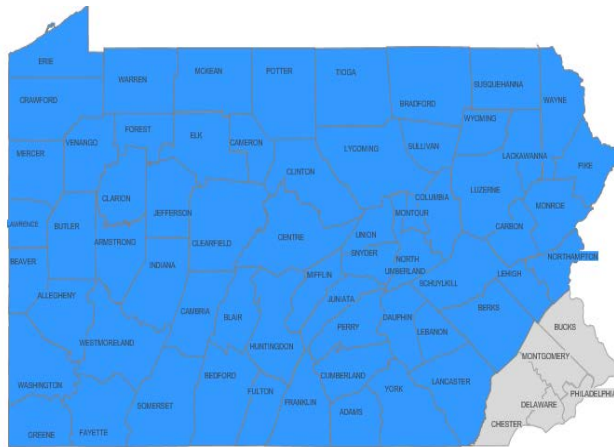 ERIE
CRAWFORD
WARREN
MCKEAN
POTTER
TIOGA
BRADFORD
SUSQUEHANNA
WAYNE
WYOMING
MERCER
VENANGO
FOREST
ELK
CAMERON
CLINTON
LYCOMING
SULLIVAN
LACKAWANNA
PIKE
LAWRENCE
BUTLER
CLARION
JEFFERSON
CLEARFIELD
CENTRE
UNION
MONTOUR
COLUMBIA
LUZERNE
MONROE
CARBON
BEAVER
ARMSTRONG
INDIANA
SNYDER
NORTH
UMBERLAND
MIFFLIN
SCHUYLKILL
LEHIGH
NORTHAMPTON
ALLEGHENY
WESTMORELAND
CAMBRIA
BLAIR
HUNTINGDON
JUNIATA
PERRY
DAUPHIN
LEBANON
BERKS
BUCKS
MONTGOMERY
WASHINGTON
SOMERSET
BEDFORD
FULTON
FRANKLIN
CUMBERLAND
ADAMS
YORK
LANCASTER
CHESTER
DELAWARE
PHILADELPHIA
GREENE
FAYETTE